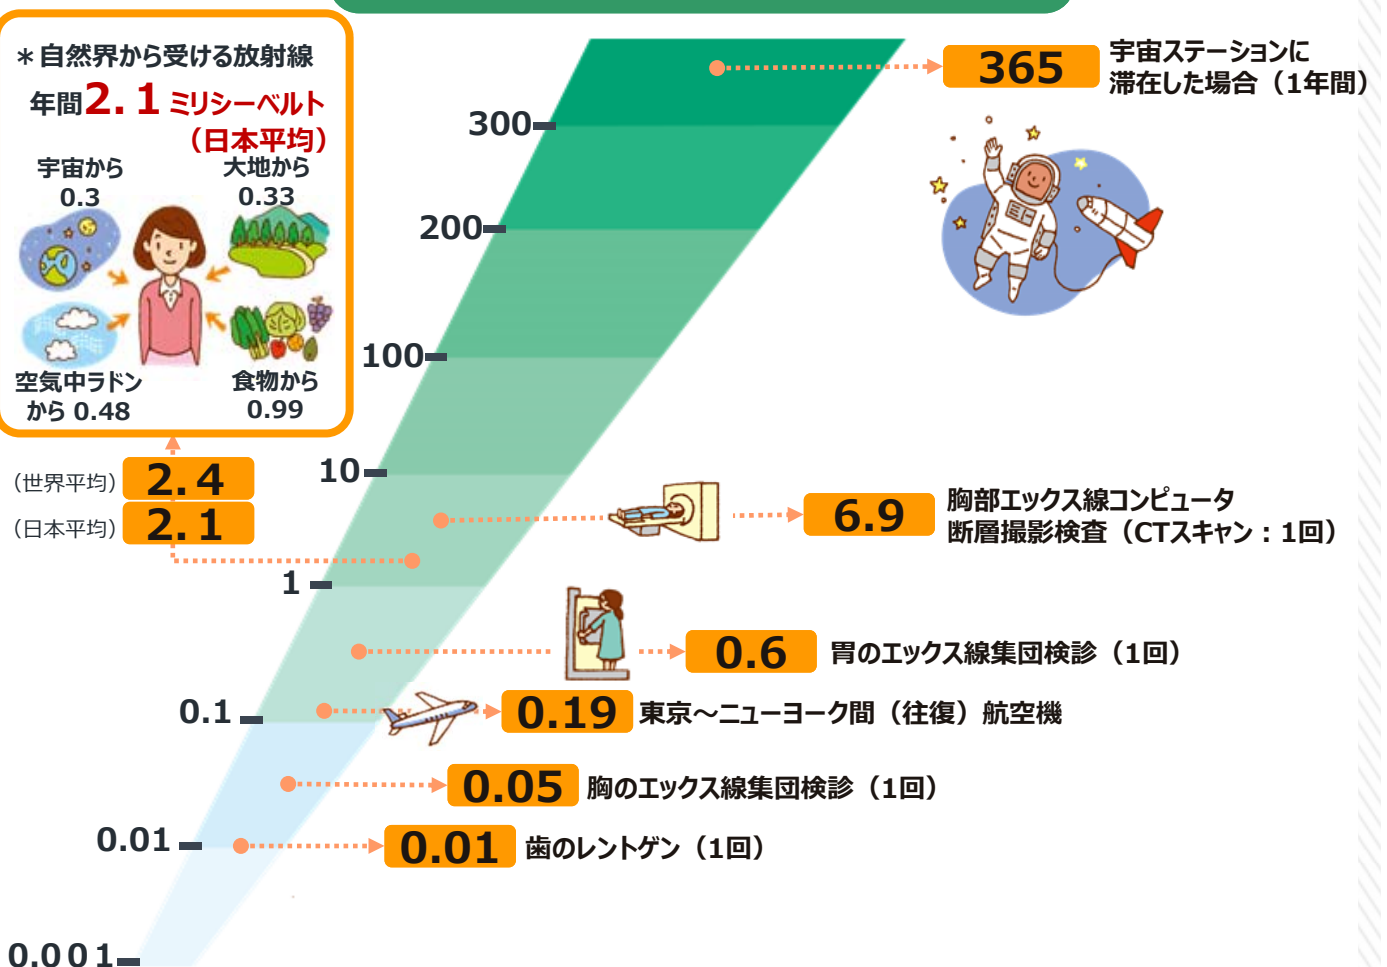 ＊自然界から受ける放射線
年間2.1ミリシーベルト
（日本平均）
宇宙から
0.3
大地から
0.33
空気中ラドン
から 0.48
食物から
0.99
（世界平均） 2.4
（日本平均） 2.1
300
200
100
10
1
0.1
0.01
0.001
365 宇宙ステーションに
滞在した場合（1年間）
6.9 胸部エックス線コンピュータ
断層撮影検査（CTスキャン：1回）
0.6 胃のエックス線集団検診（1回）
0.19 東京～ニューヨーク間（往復）航空機
0.05 胸のエックス線集団検診（1回）
0.01 歯のレントゲン（1回）